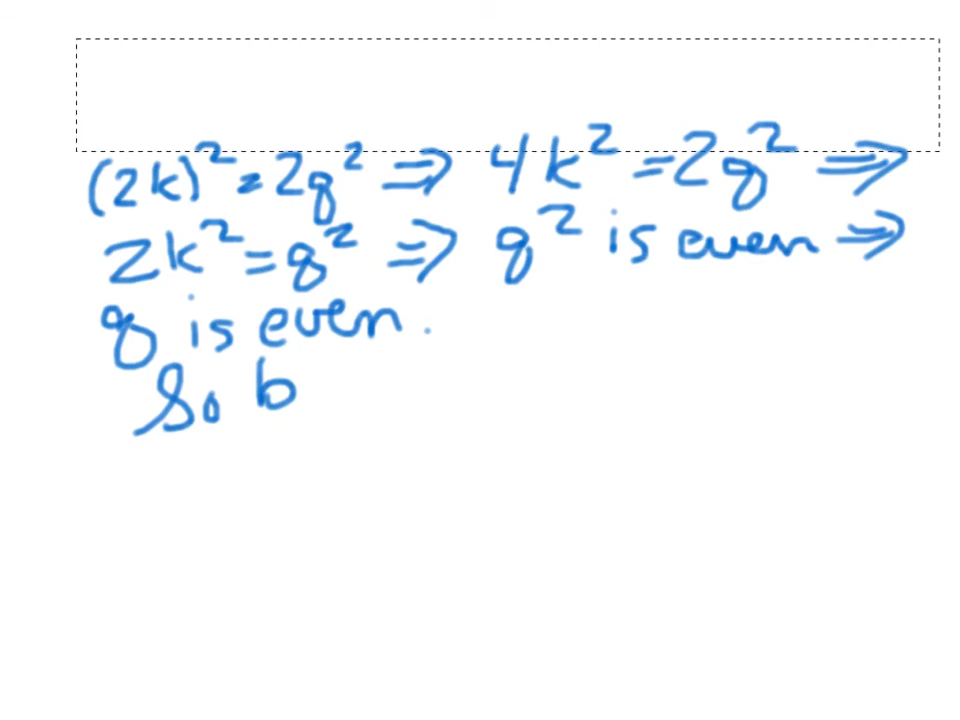 (2k)² = 2q² ⇒ 4k² = 2q² ⇒
2k² = q² ⇒ q² is even ⇒
q is even.
So b